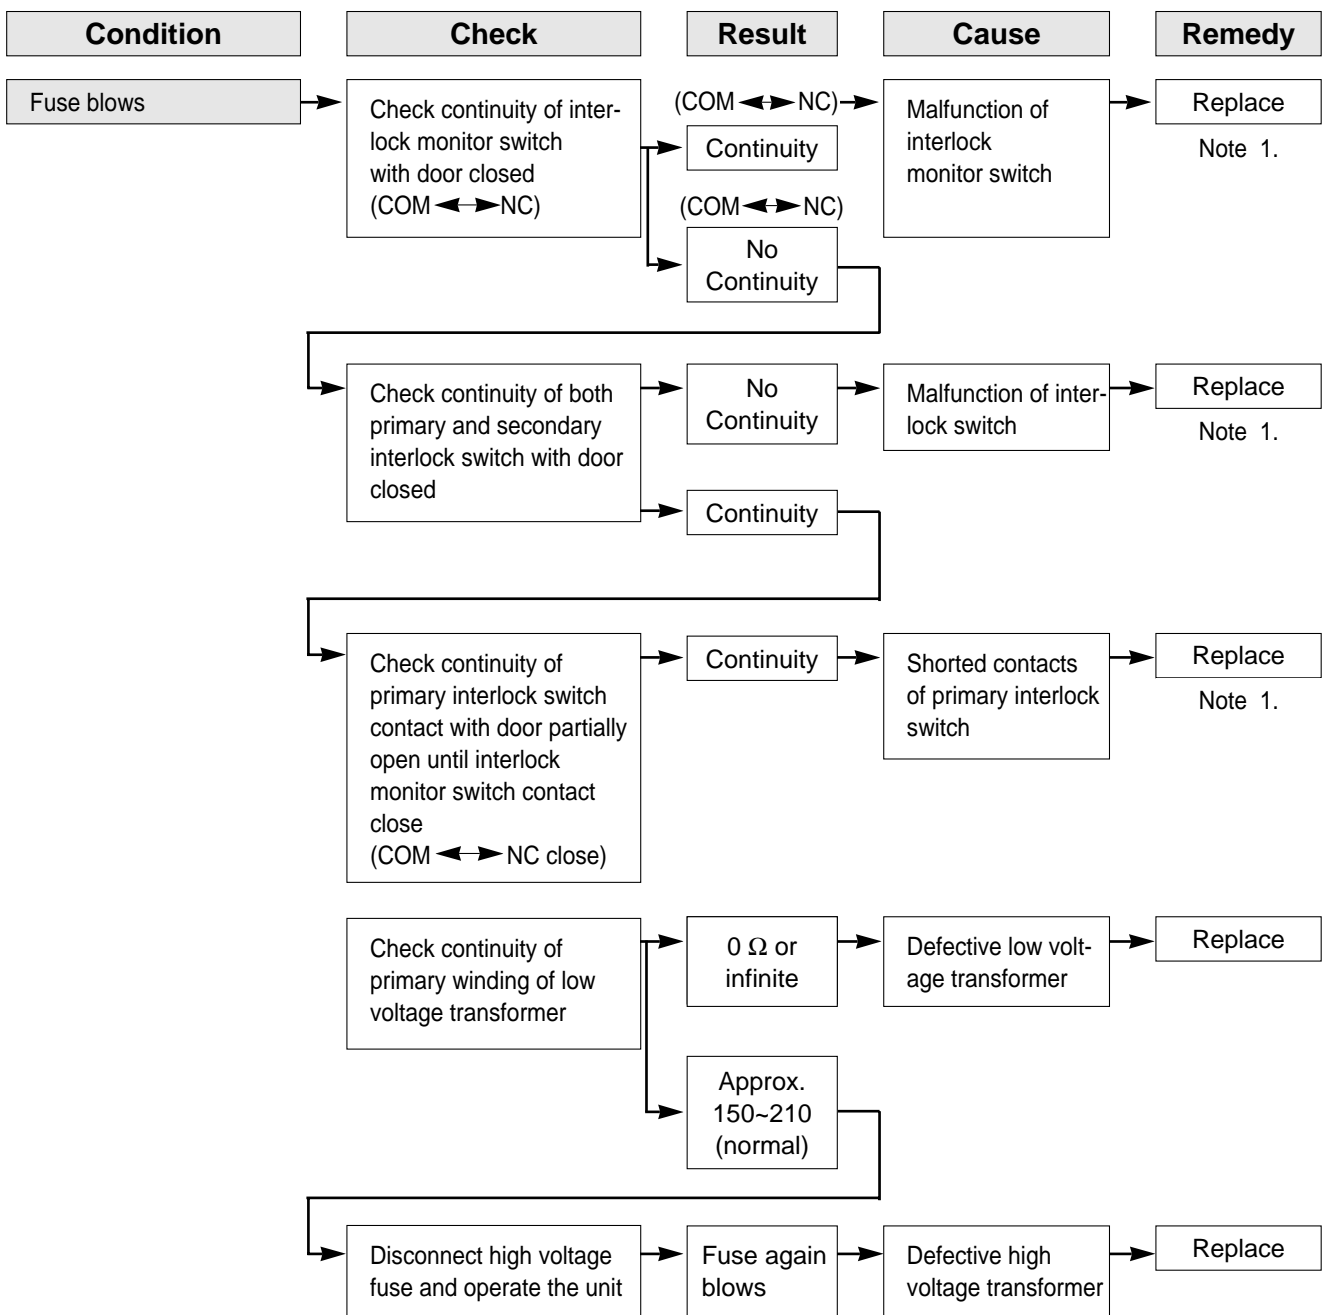 Condition Check Result Cause Remedy
Fuse blows
Check continuity of inter-
lock monitor switch
with door closed
(COM ◄► NC)
(COM ◄► NC)
Continuity
(COM ◄► NC)
No
Continuity
Malfunction of
interlock
monitor switch
Replace
Note 1.
Check continuity of both
primary and secondary
interlock switch with door
closed
No
Continuity
Continuity
Malfunction of inter-
lock switch
Replace
Note 1.
Check continuity of
primary interlock switch
contact with door partially
open until interlock
monitor switch contact
close
(COM ◄► NC close)
Continuity
Shorted contacts
of primary interlock
switch
Replace
Note 1.
Check continuity of
primary winding of low
voltage transformer
0 Ω or
infinite
Approx.
150~210
(normal)
Defective low volt-
age transformer
Replace
Disconnect high voltage
fuse and operate the unit
Fuse again
blows
Defective high
voltage transformer
Replace